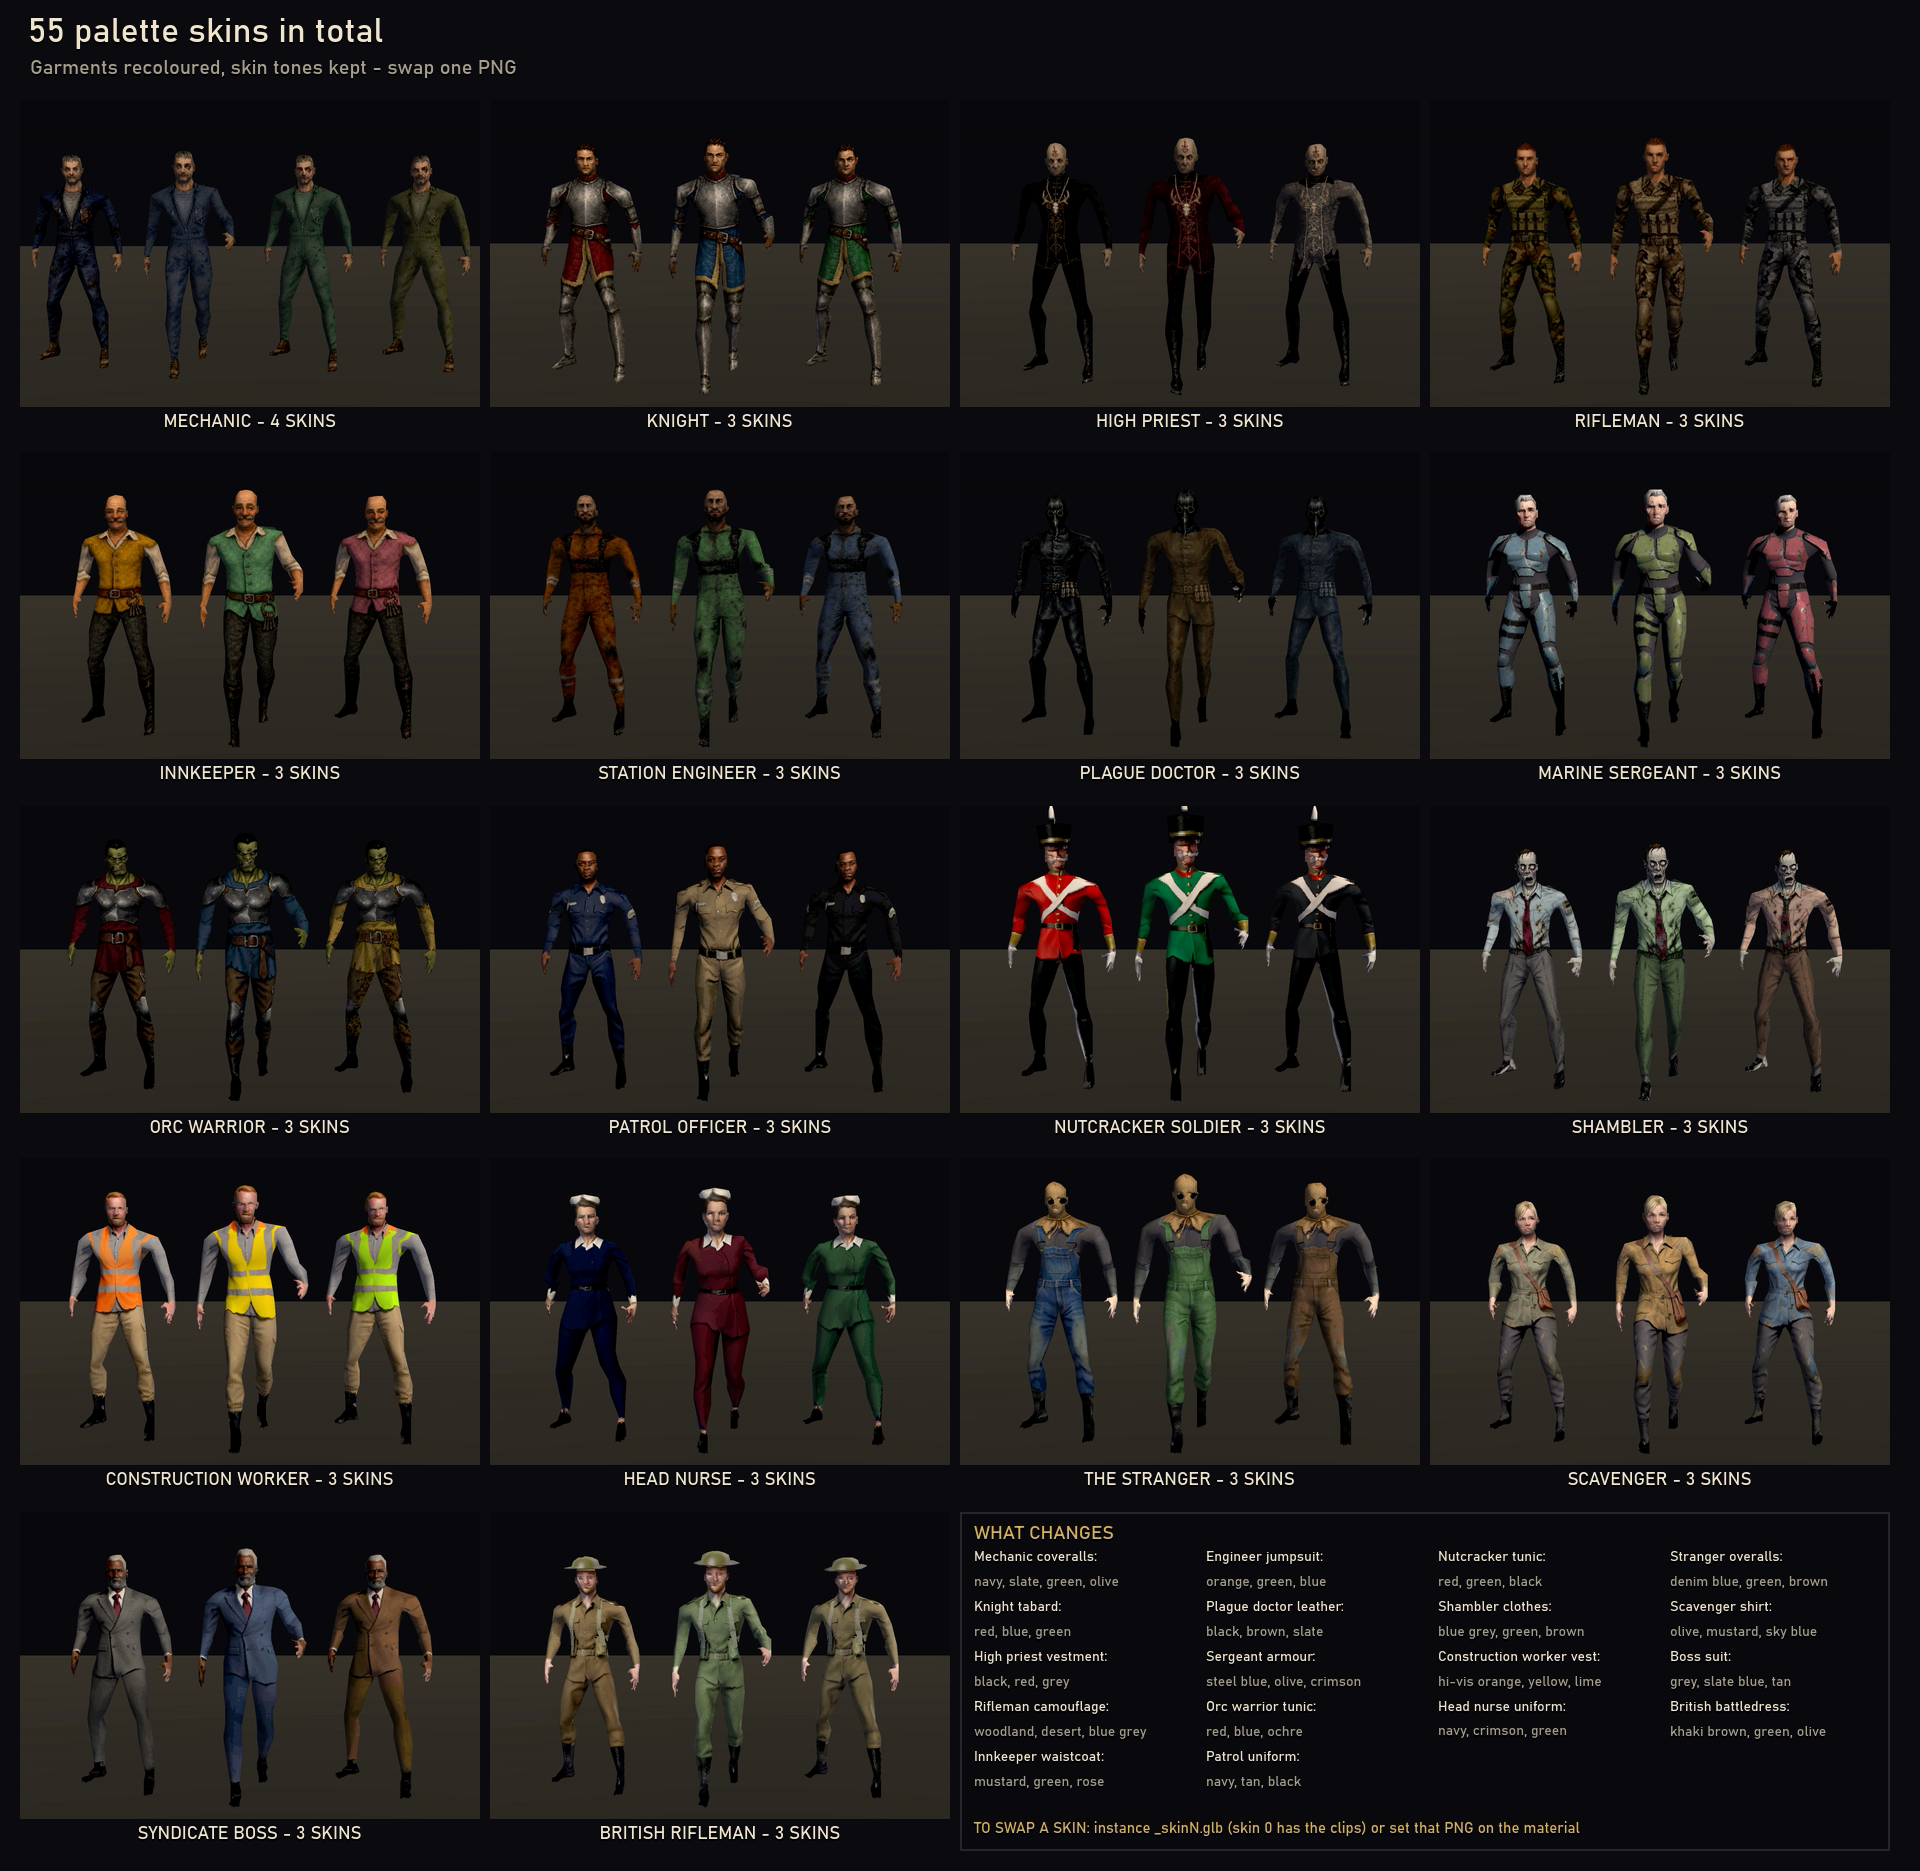 55 palette skins in total
Garments recoloured, skin tones kept - swap one PNG
MECHANIC - 4 SKINS
KNIGHT - 3 SKINS
HIGH PRIEST - 3 SKINS
RIFLEMAN - 3 SKINS
INNKEEPER - 3 SKINS
STATION ENGINEER - 3 SKINS
PLAGUE DOCTOR - 3 SKINS
MARINE SERGEANT - 3 SKINS
ORC WARRIOR - 3 SKINS
PATROL OFFICER - 3 SKINS
NUTCRACKER SOLDIER - 3 SKINS
SHAMBLER - 3 SKINS
CONSTRUCTION WORKER - 3 SKINS
HEAD NURSE - 3 SKINS
THE STRANGER - 3 SKINS
SCAVENGER - 3 SKINS
SYNDICATE BOSS - 3 SKINS
BRITISH RIFLEMAN - 3 SKINS
WHAT CHANGES
Mechanic coveralls:
navy, slate, green, olive
Knight tabard:
red, blue, green
High priest vestment:
black, red, grey
Rifleman camouflage:
woodland, desert, blue grey
Innkeeper waistcoat:
mustard, green, rose
Engineer jumpsuit:
orange, green, blue
Plague doctor leather:
black, brown, slate
Sergeant armour:
steel blue, olive, crimson
Orc warrior tunic:
red, blue, ochre
Patrol uniform:
navy, tan, black
Nutcracker tunic:
red, green, black
Shambler clothes:
blue grey, green, brown
Construction worker vest:
hi-vis orange, yellow, lime
Head nurse uniform:
navy, crimson, green
Stranger overalls:
denim blue, green, brown
Scavenger shirt:
olive, mustard, sky blue
Boss suit:
grey, slate blue, tan
British battledress:
khaki brown, green, olive
TO SWAP A SKIN: instance _skinN.glb (skin 0 has the clips) or set that PNG on the material